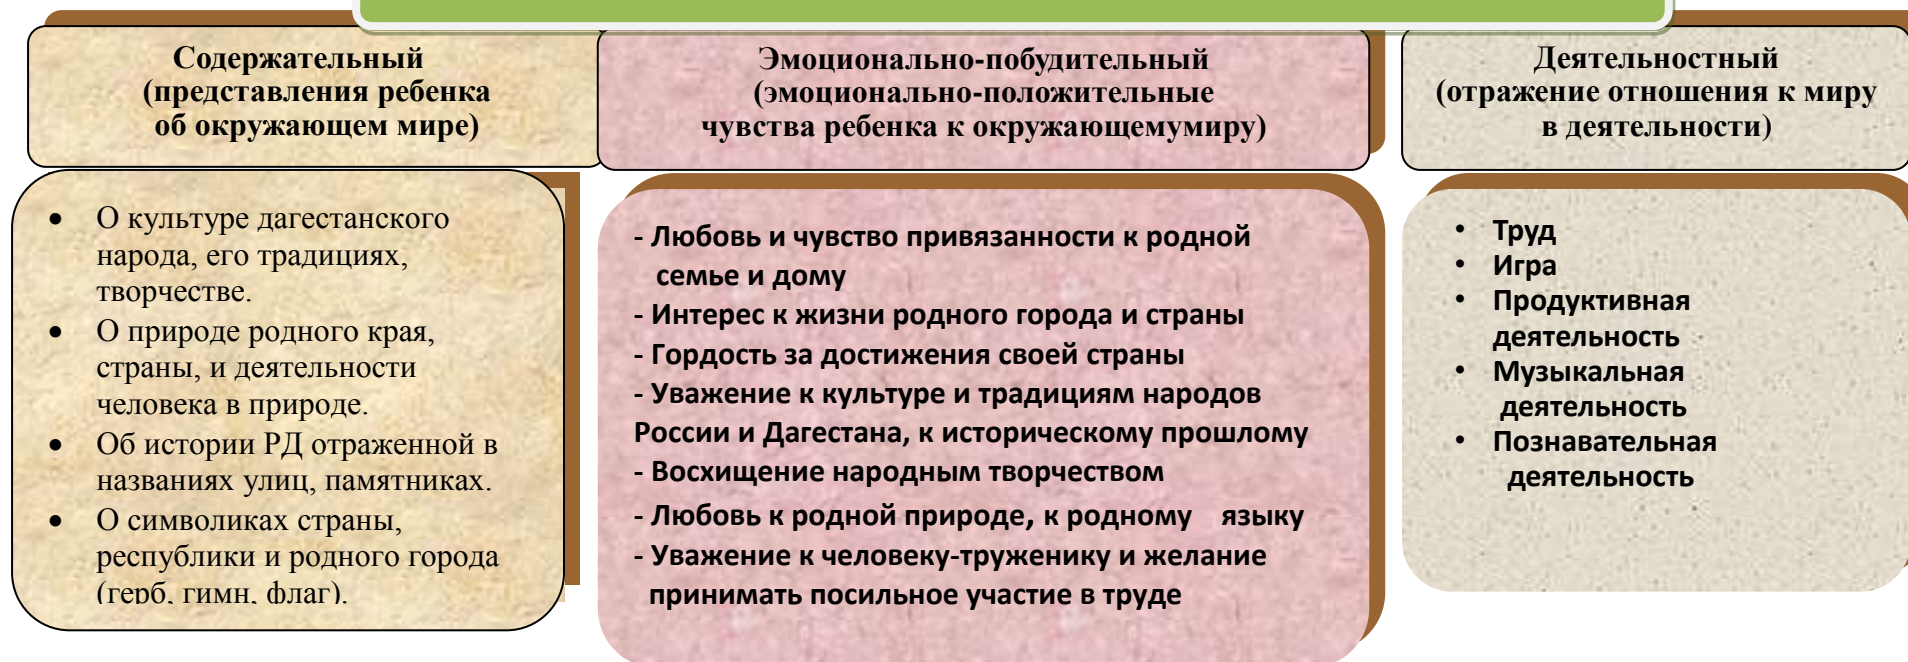 Содержательный
(представления ребенка
об окружающем мире)
О культуре дагестанского
народа, его традициях,
творчестве.
О природе родного края,
страны, и деятельности
человека в природе.
Об истории РД отраженной в
названиях улиц, памятниках.
О символиках страны,
республики и родного города
(герб, гимн, флаг).
Эмоционально-побудительный
(эмоционально-положительные
чувства ребенка к окружающемумиру)
- Любовь и чувство привязанности к родной
семье и дому
- Интерес к жизни родного города и страны
- Гордость за достижения своей страны
- Уважение к культуре и традициям народов
России и Дагестана, к историческому прошлому
- Восхищение народным творчеством
- Любовь к родной природе, к родному языку
- Уважение к человеку-труженику и желание
принимать посильное участие в труде
Деятельностный
(отражение отношения к миру
в деятельности)
Труд
Игра
Продуктивная
деятельность
Музыкальная
деятельность
Познавательная
деятельность